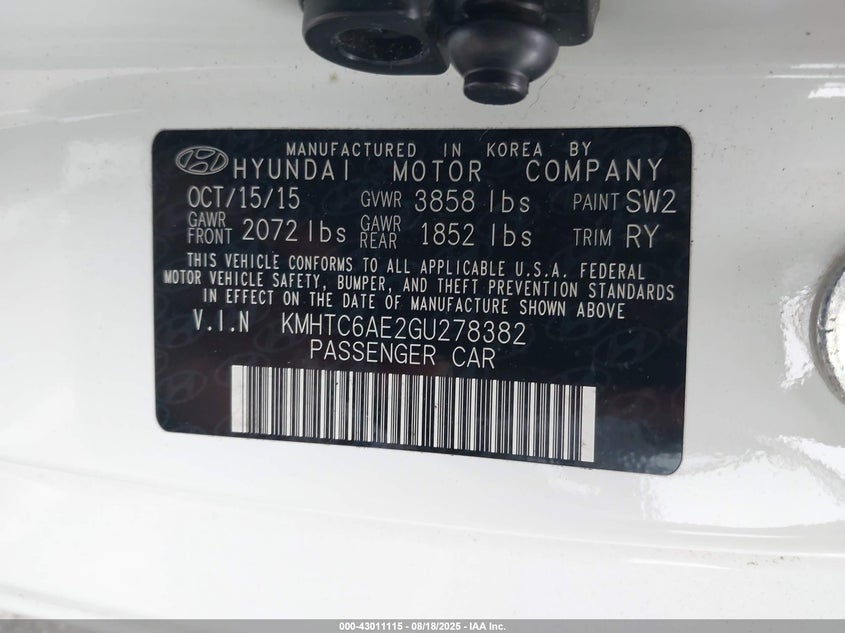 MANUFACTURED IN KOREA BY
HYUNDAI MOTOR COMPANY
OCT/15/15 GVWR 3858 lbs PAINT SW2
GAWR FRONT 2072 lbs GAWR REAR 1852 lbs TRIM RY
THIS VEHICLE CONFORMS TO ALL APPLICABLE U.S.A. FEDERAL
MOTOR VEHICLE SAFETY, BUMPER, AND THEFT PREVENTION STANDARDS
IN EFFECT ON THE DATE OF MANUFACTURE SHOWN ABOVE
V.I.N KMHTC6AE2GU278382
PASSENGER CAR
000-43011115 - 08/18/2025 - IAA Inc.